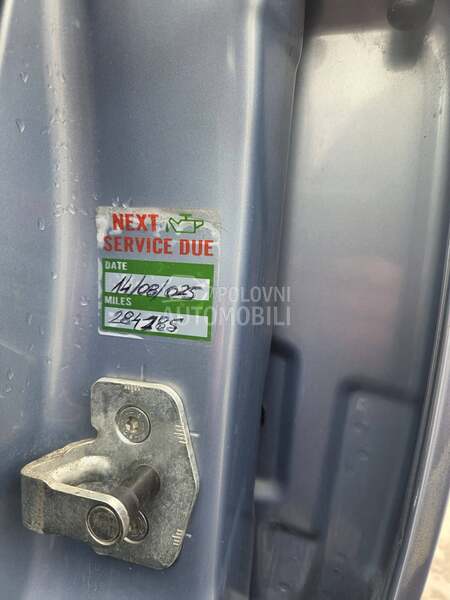 NEXT
SERVICE DUE
DATE
14/08/025
MILES
284185
POLOVNI
AUTOMOBILI